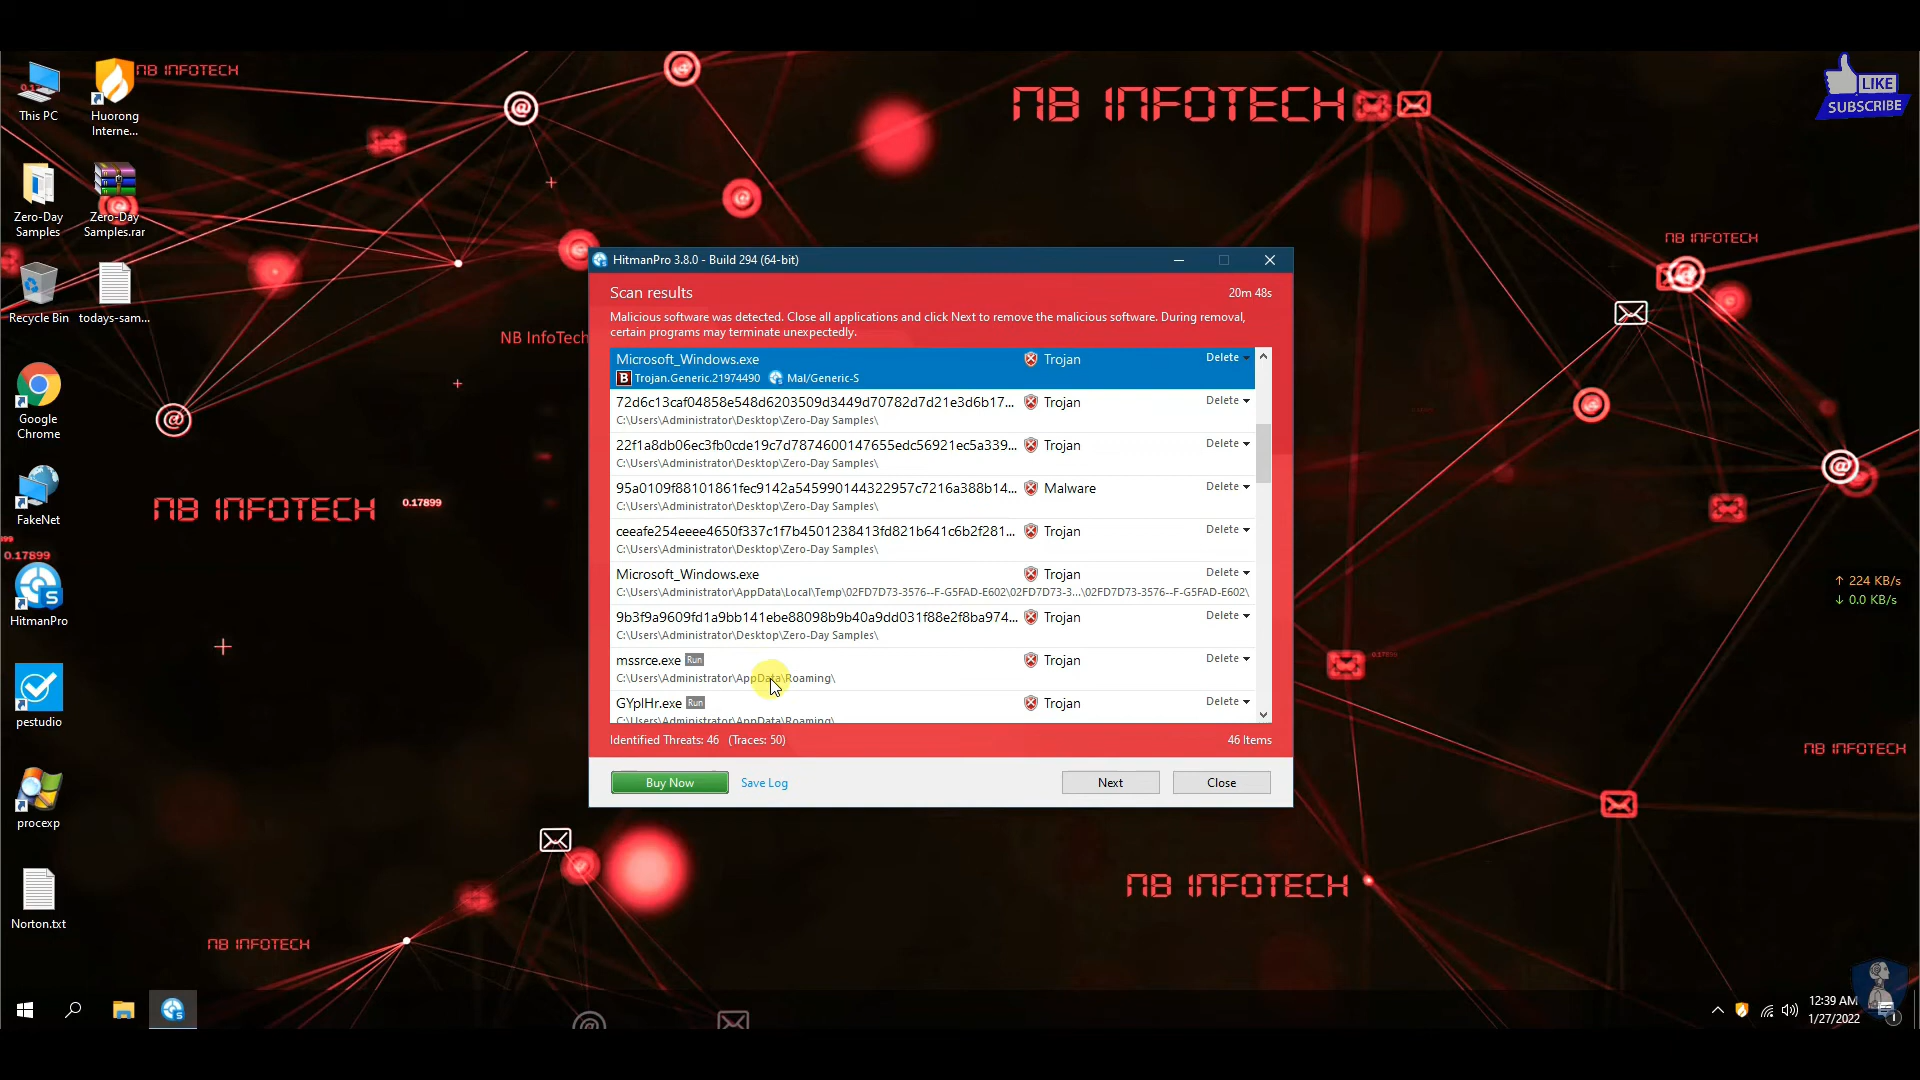 This PC
Huorong
Interne...
NB INFOTECH
NB INFOTECH
LIKE
SUBSCRIBE
Zero-Day
Samples
Zero-Day
Samples.rar
Recycle Bin
todays-sam...
NB INFOTECH
NB InfoTech
Google
Chrome
FakeNet
NB INFOTECH
0.17899
0.17899
HitmanPro
pestudio
procexp
Norton.txt
HitmanPro 3.8.0 - Build 294 (64-bit)
Scan results
20m 48s
Malicious software was detected. Close all applications and click Next to remove the malicious software. During removal,
certain programs may terminate unexpectedly.
Microsoft_Windows.exe Trojan Delete
B Trojan.Generic.21974490 Mal/Generic-S
72d6c13caf04858e548d6203509d3449d70782d7d21e3d6b17... Trojan Delete
C:\Users\Administrator\Desktop\Zero-Day Samples\
22f1a8db06ec3fb0cde19c7d7874600147655edc56921ec5a339... Trojan Delete
C:\Users\Administrator\Desktop\Zero-Day Samples\
95a0109f88101861fec9142a545990144322957c7216a388b14... Malware Delete
C:\Users\Administrator\Desktop\Zero-Day Samples\
ceeafe254eeee4650f337c1f7b4501238413fd821b641c6b2f281... Trojan Delete
C:\Users\Administrator\Desktop\Zero-Day Samples\
Microsoft_Windows.exe Trojan Delete
C:\Users\Administrator\AppData\Local\Temp\02FD7D73-3576--F-G5FAD-E602\02FD7D73-3...\02FD7D73-3576--F-G5FAD-E602\
9b3f9a9609fd1a9bb141ebe88098b9b40a9dd031f88e2f8ba974... Trojan Delete
C:\Users\Administrator\Desktop\Zero-Day Samples\
mssrce.exe Run Trojan Delete
C:\Users\Administrator\AppData\Roaming\
GYplHr.exe Run Trojan Delete
C:\Users\Administrator\AppData\Roaming\
Identified Threats: 46 (Traces: 50)
46 Items
Buy Now
Save Log
Next
Close
↑ 224 KB/s
↓ 0.0 KB/s
NB INFOTECH
NB INFOTECH
NB INFOTECH
12:39 AM
1/27/2022
1